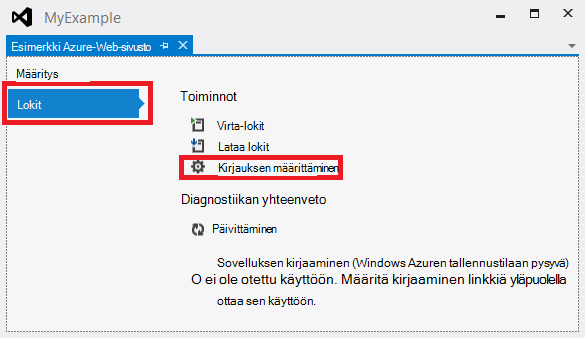 MyExample
Esimerkki Azure-Web-sivusto
Määritys
Lokit
Toiminnot
Virta-lokit
Lataa lokit
Kirjauksen määrittäminen
Diagnostiikan yhteenveto
Päivittäminen
Sovelluksen kirjaaminen (Windows Azuren tallennustilaan pysyvä)
O ei ole otettu käyttöön. Määritä kirjaaminen linkkiä yläpuolella
ottaa sen käyttöön.